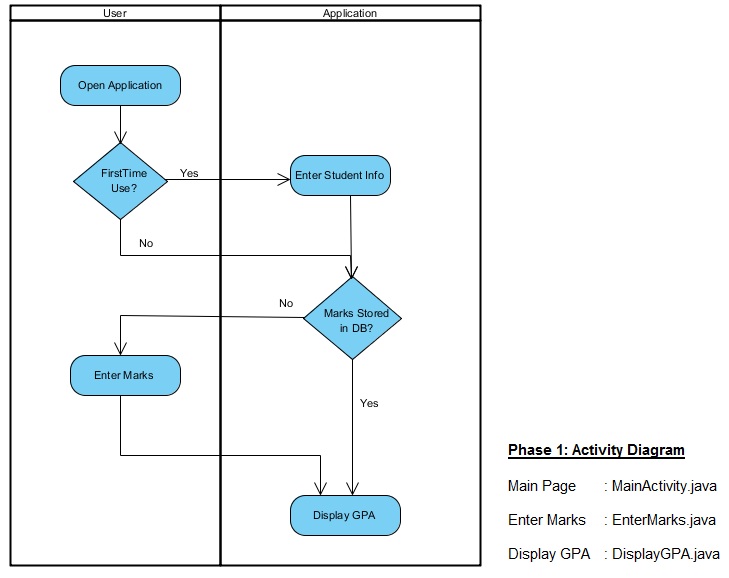 User
Application
Open Application
FirstTime
Use?
Yes
Enter Student Info
No
No
Marks Stored
in DB?
Enter Marks
Yes
Display GPA
Phase 1: Activity Diagram
Main Page : MainActivity.java
Enter Marks : EnterMarks.java
Display GPA : DisplayGPA.java